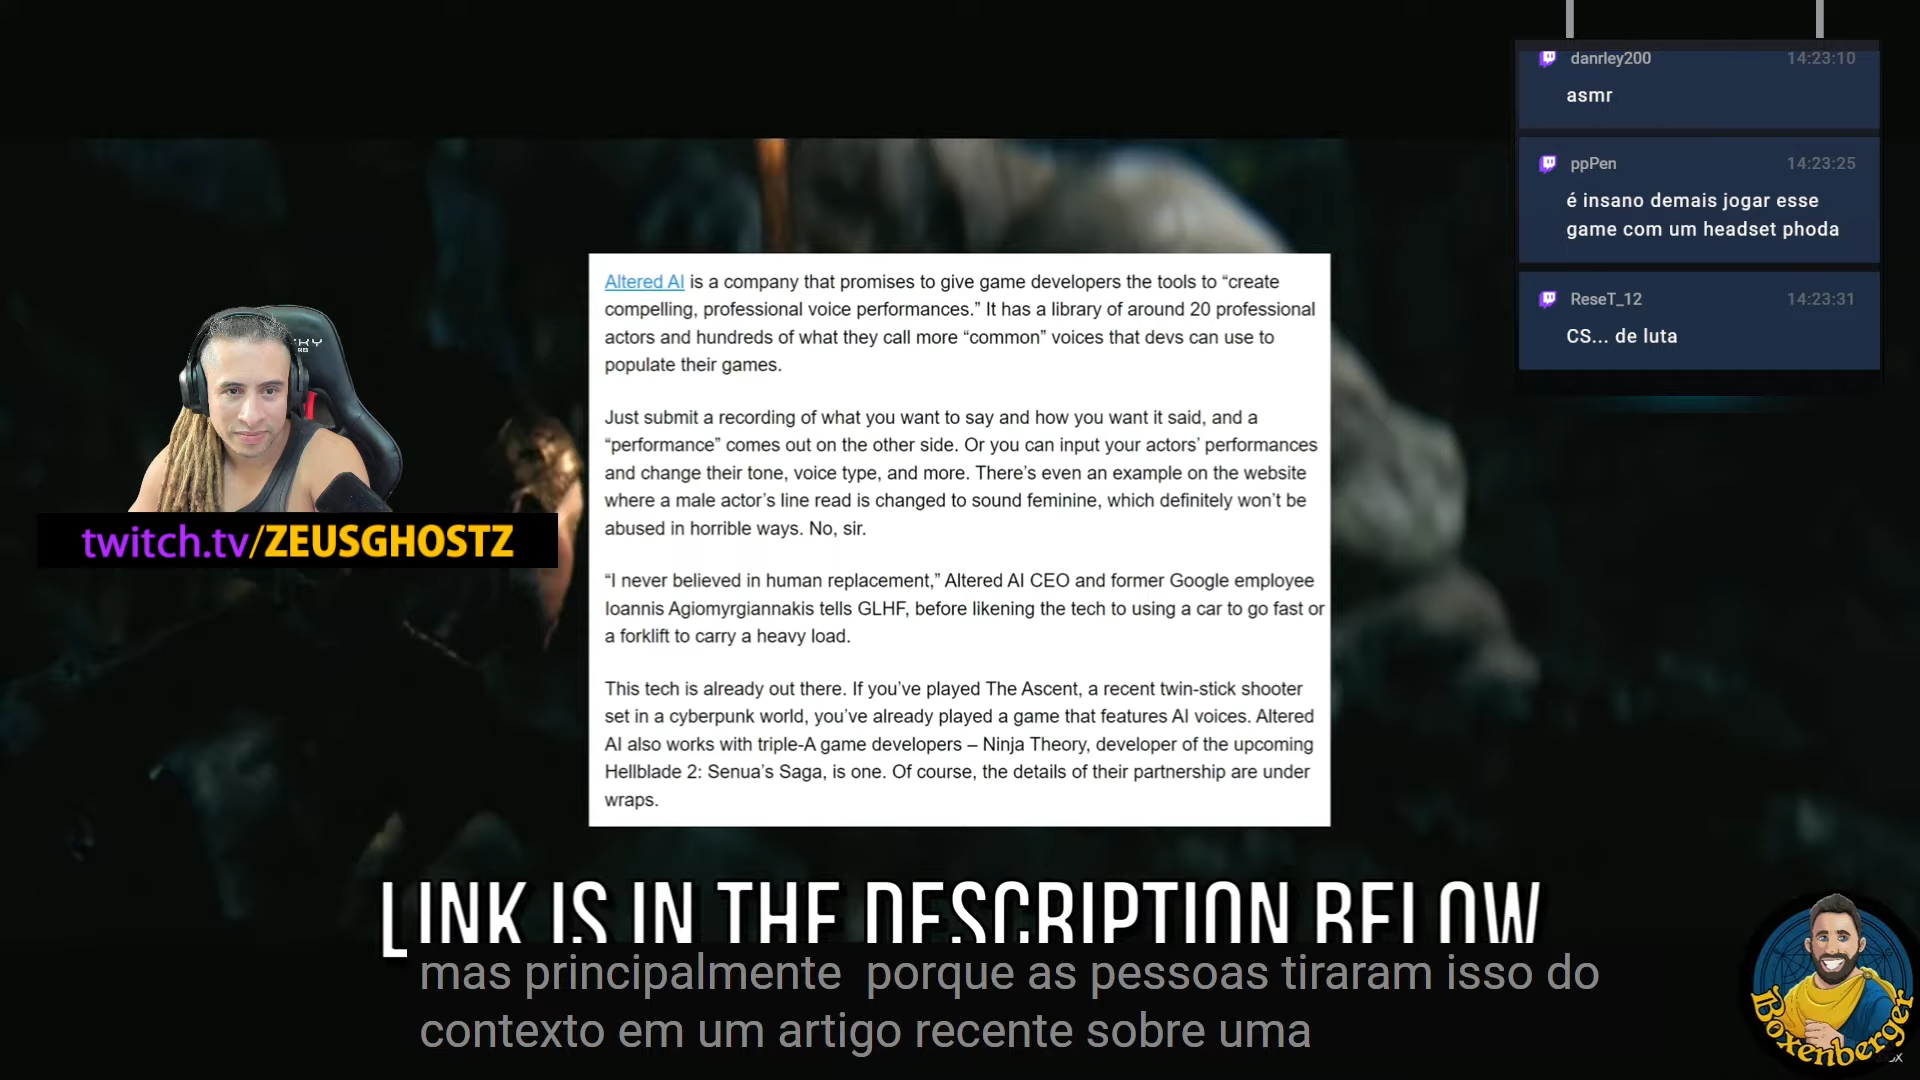 danrley200 14:23:10
asmr
ppPen 14:23:25
é insano demais jogar esse
game com um headset phoda
ReseT_12 14:23:31
CS... de luta
Altered AI is a company that promises to give game developers the tools to “create
compelling, professional voice performances.” It has a library of around 20 professional
actors and hundreds of what they call more “common” voices that devs can use to
populate their games.
Just submit a recording of what you want to say and how you want it said, and a
“performance” comes out on the other side. Or you can input your actors’ performances
and change their tone, voice type, and more. There’s even an example on the website
where a male actor’s line read is changed to sound feminine, which definitely won’t be
abused in horrible ways. No, sir.
“I never believed in human replacement,” Altered AI CEO and former Google employee
Ioannis Agiomyrgiannakis tells GLHF, before likening the tech to using a car to go fast or
a forklift to carry a heavy load.
This tech is already out there. If you’ve played The Ascent, a recent twin-stick shooter
set in a cyberpunk world, you’ve already played a game that features AI voices. Altered
AI also works with triple-A game developers – Ninja Theory, developer of the upcoming
Hellblade 2: Senua’s Saga, is one. Of course, the details of their partnership are under
wraps.
twitch.tv/ZEUSGHOSTZ
LINK IS IN THE DESCRIPTION BELOW
mas principalmente porque as pessoas tiraram isso do
contexto em um artigo recente sobre uma
Boxenberger